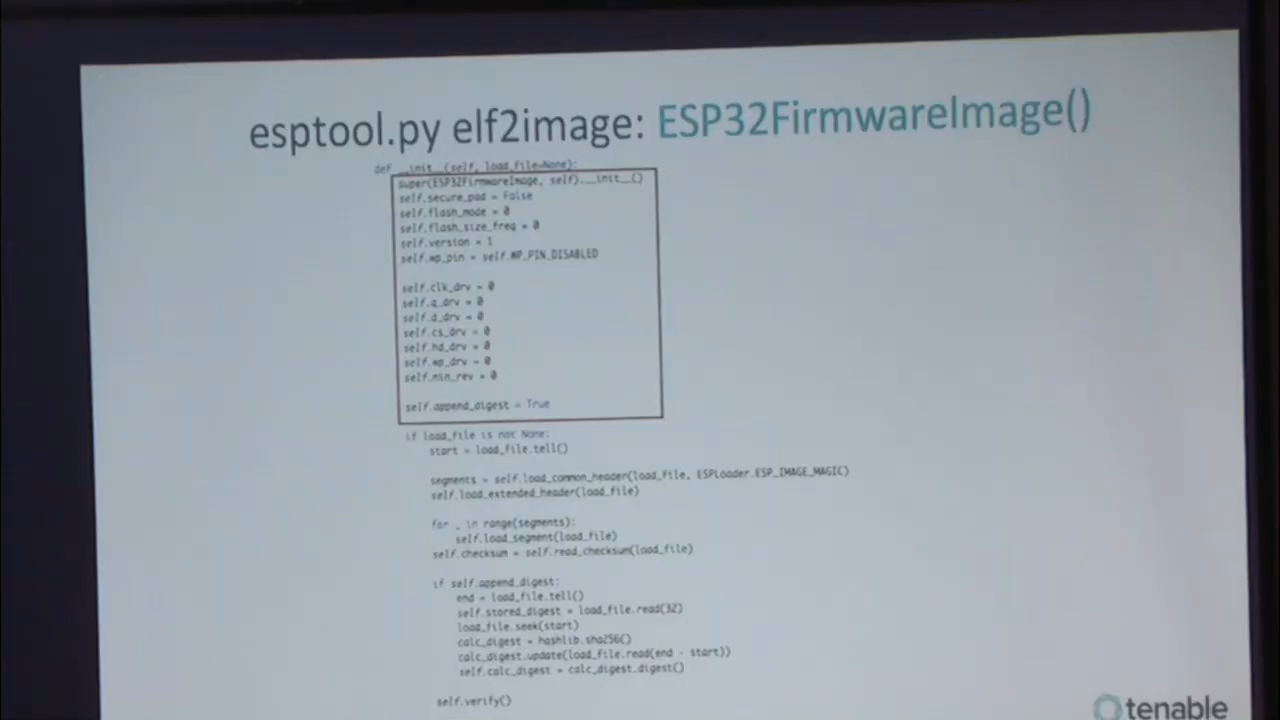 esptool.py elf2image: ESP32FirmwareImage()
def __init__(self, load_file=None):
super(ESP32FirmwareImage, self).__init__()
self.secure_pad = False
self.flash_mode = 0
self.flash_size_freq = 0
self.version = 1
self.wp_pin = self.WP_PIN_DISABLED
self.clk_drv = 0
self.q_drv = 0
self.d_drv = 0
self.cs_drv = 0
self.hd_drv = 0
self.wp_drv = 0
self.min_rev = 0
self.append_digest = True
if load_file is not None:
start = load_file.tell()
segments = self.load_common_header(load_file, ESPLoader.ESP_IMAGE_MAGIC)
self.load_extended_header(load_file)
for _ in range(segments):
self.load_segment(load_file)
self.checksum = self.read_checksum(load_file)
if self.append_digest:
end = load_file.tell()
self.stored_digest = load_file.read(32)
load_file.seek(start)
calc_digest = hashlib.sha256()
calc_digest.update(load_file.read(end - start))
self.calc_digest = calc_digest.digest()
self.verify()
tenable